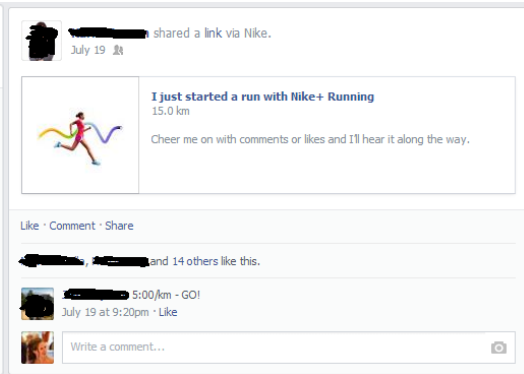 shared a link via Nike.
July 19
I just started a run with Nike+ Running
15.0 km
Cheer me on with comments or likes and I'll hear it along the way.
Like · Comment · Share
, and 14 others like this.
5:00/km - GO!
July 19 at 9:20pm · Like
Write a comment...